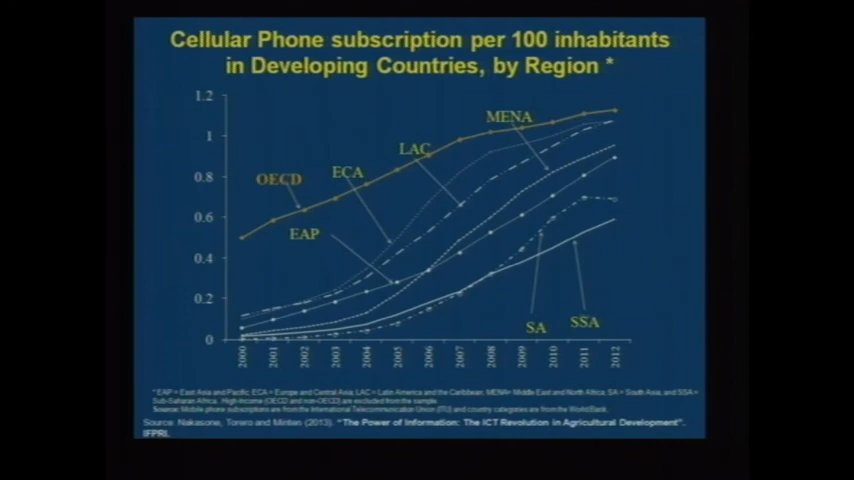 Cellular Phone subscription per 100 inhabitants
in Developing Countries, by Region *
1.2
1
0.8
0.6
0.4
0.2
0
OECD
ECA
LAC
MENA
EAP
SA
SSA
2000
2001
2002
2003
2004
2005
2006
2007
2008
2009
2010
2011
2012
* EAP = East Asia and Pacific; ECA = Europe and Central Asia; LAC = Latin America and the Caribbean; MENA= Middle East and North Africa; SA = South Asia, and SSA =
Sub-Saharan Africa. High-Income (OECD and non-OECD) are excluded from the sample.
Source: Mobile phone subscriptions are from the International Telecommunication Union (ITU) and country categories are from the World Bank.
Source: Nakasone, Torero and Minten (2013). "The Power of Information: The ICT Revolution in Agricultural Development".
IFPRI.